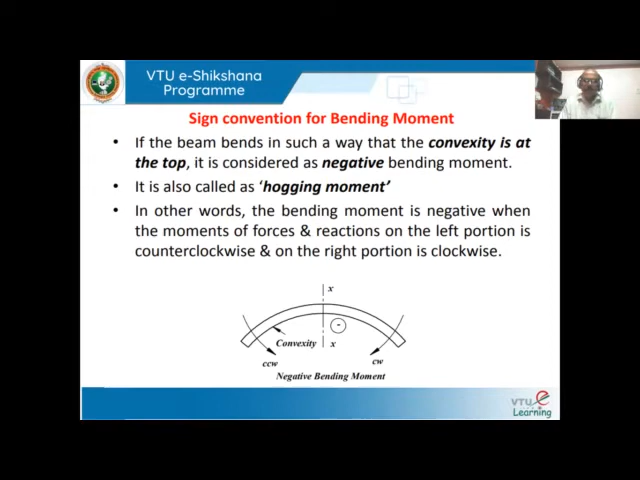 VTU e-Shikshana
Programme
Sign convention for Bending Moment
• If the beam bends in such a way that the convexity is at
the top, it is considered as negative bending moment.
• It is also called as ‘hogging moment’
• In other words, the bending moment is negative when
the moments of forces & reactions on the left portion is
counterclockwise & on the right portion is clockwise.
x
-
Convexity
x
ccw
cw
Negative Bending Moment
VTU e
Learning